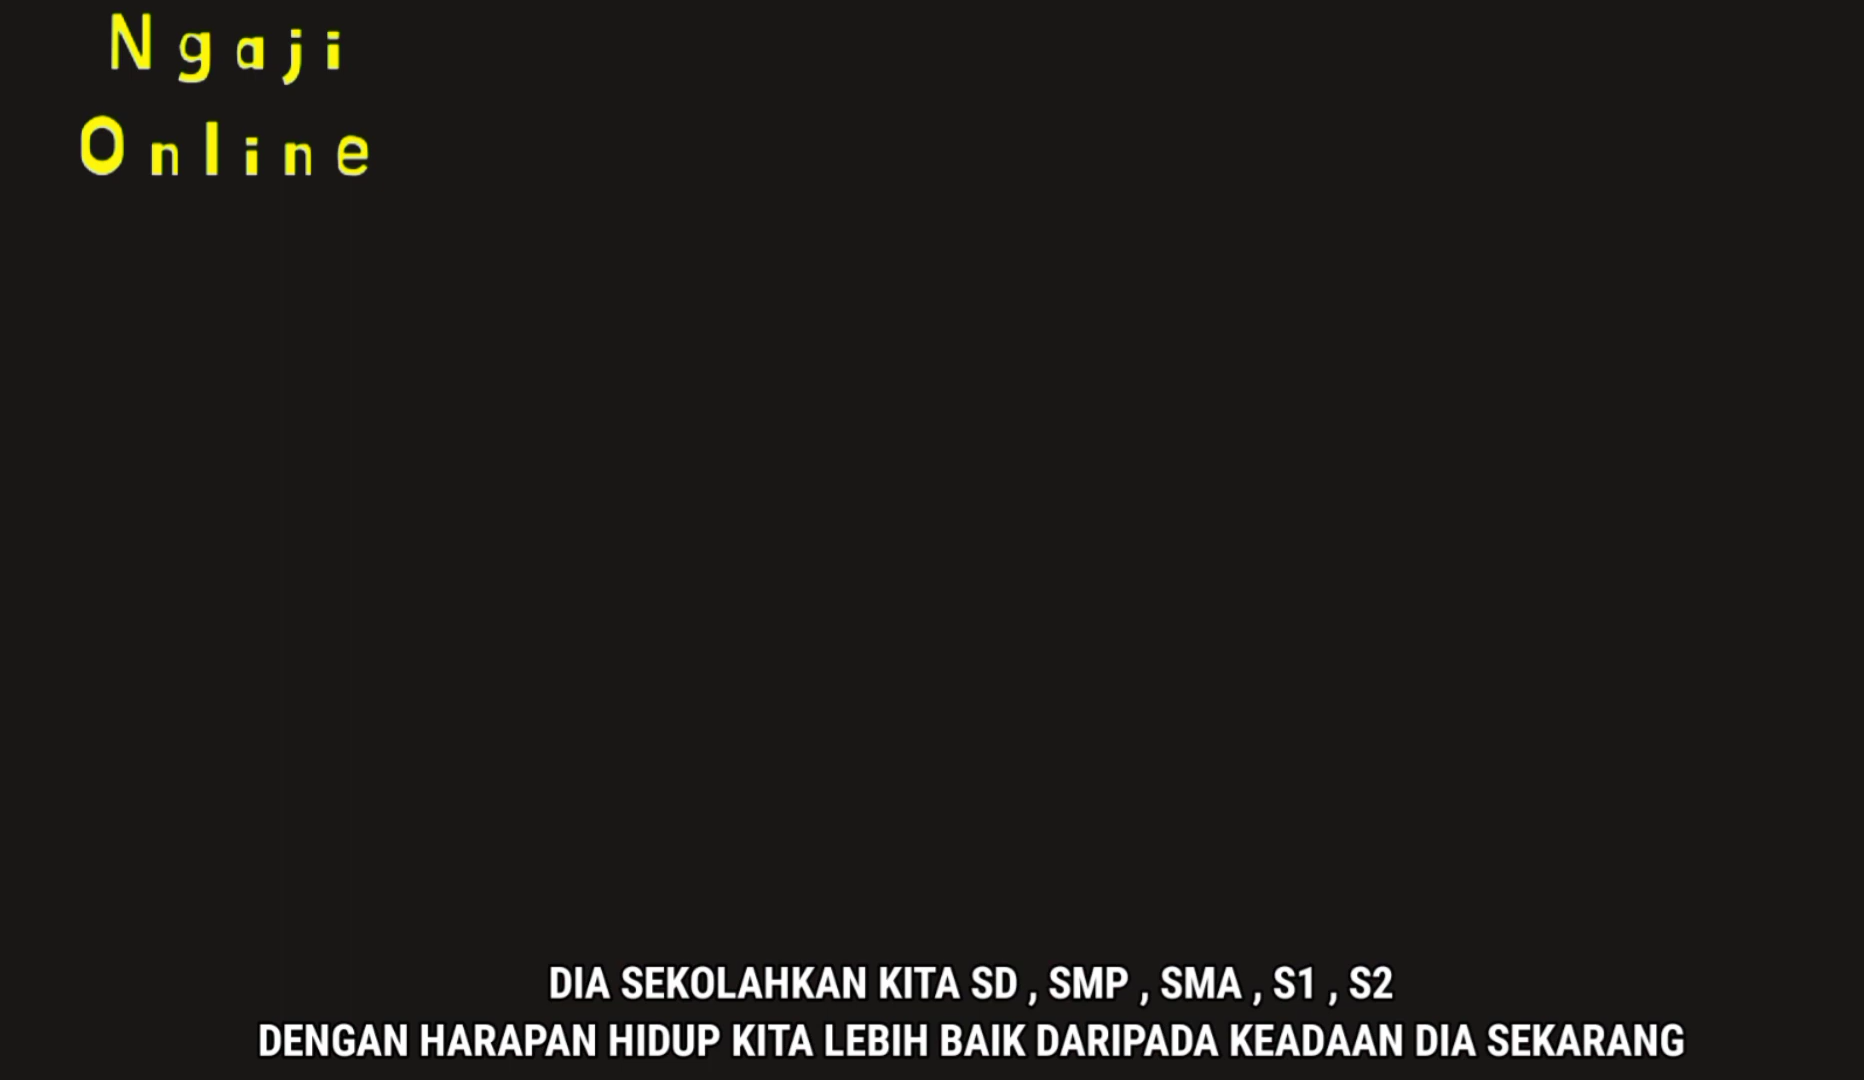 Ngaji
Online
DIA SEKOLAHKAN KITA SD , SMP , SMA , S1 , S2
DENGAN HARAPAN HIDUP KITA LEBIH BAIK DARIPADA KEADAAN DIA SEKARANG